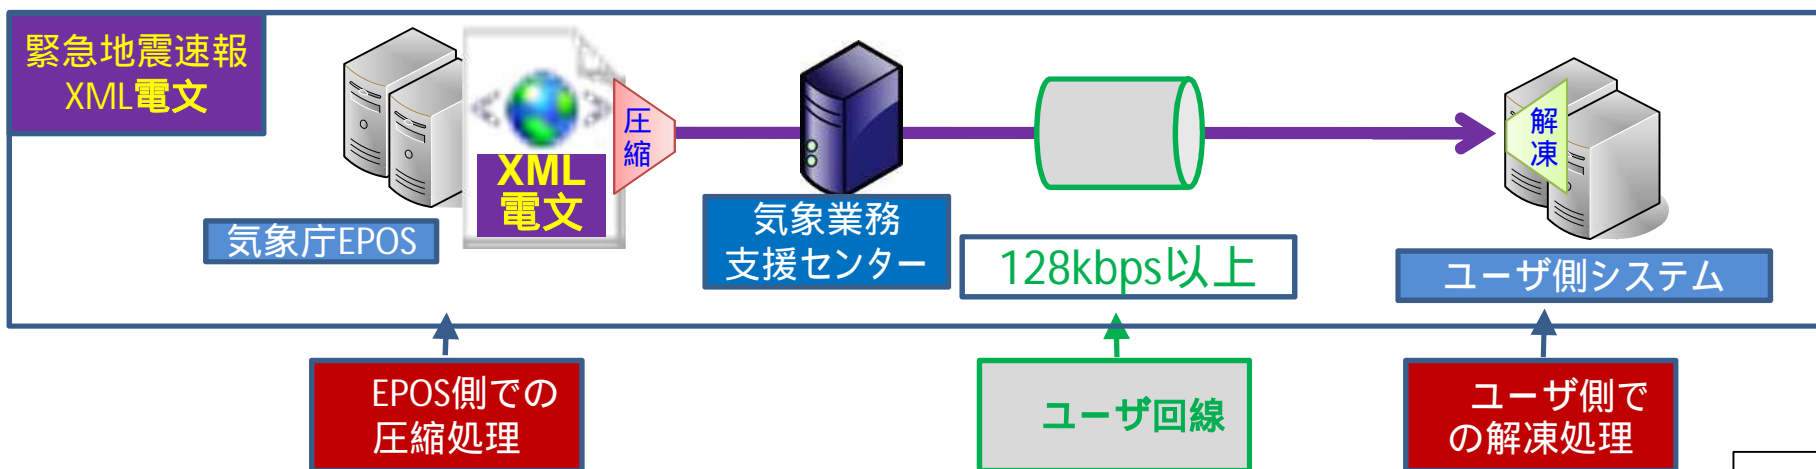 緊急地震速報
XML電文
XML
電文
圧
縮
解
凍
気象庁EPOS
気象業務
支援センター
128kbps以上
ユーザ側システム
EPOS側での
圧縮処理
ユーザ回線
ユーザ側で
の解凍処理